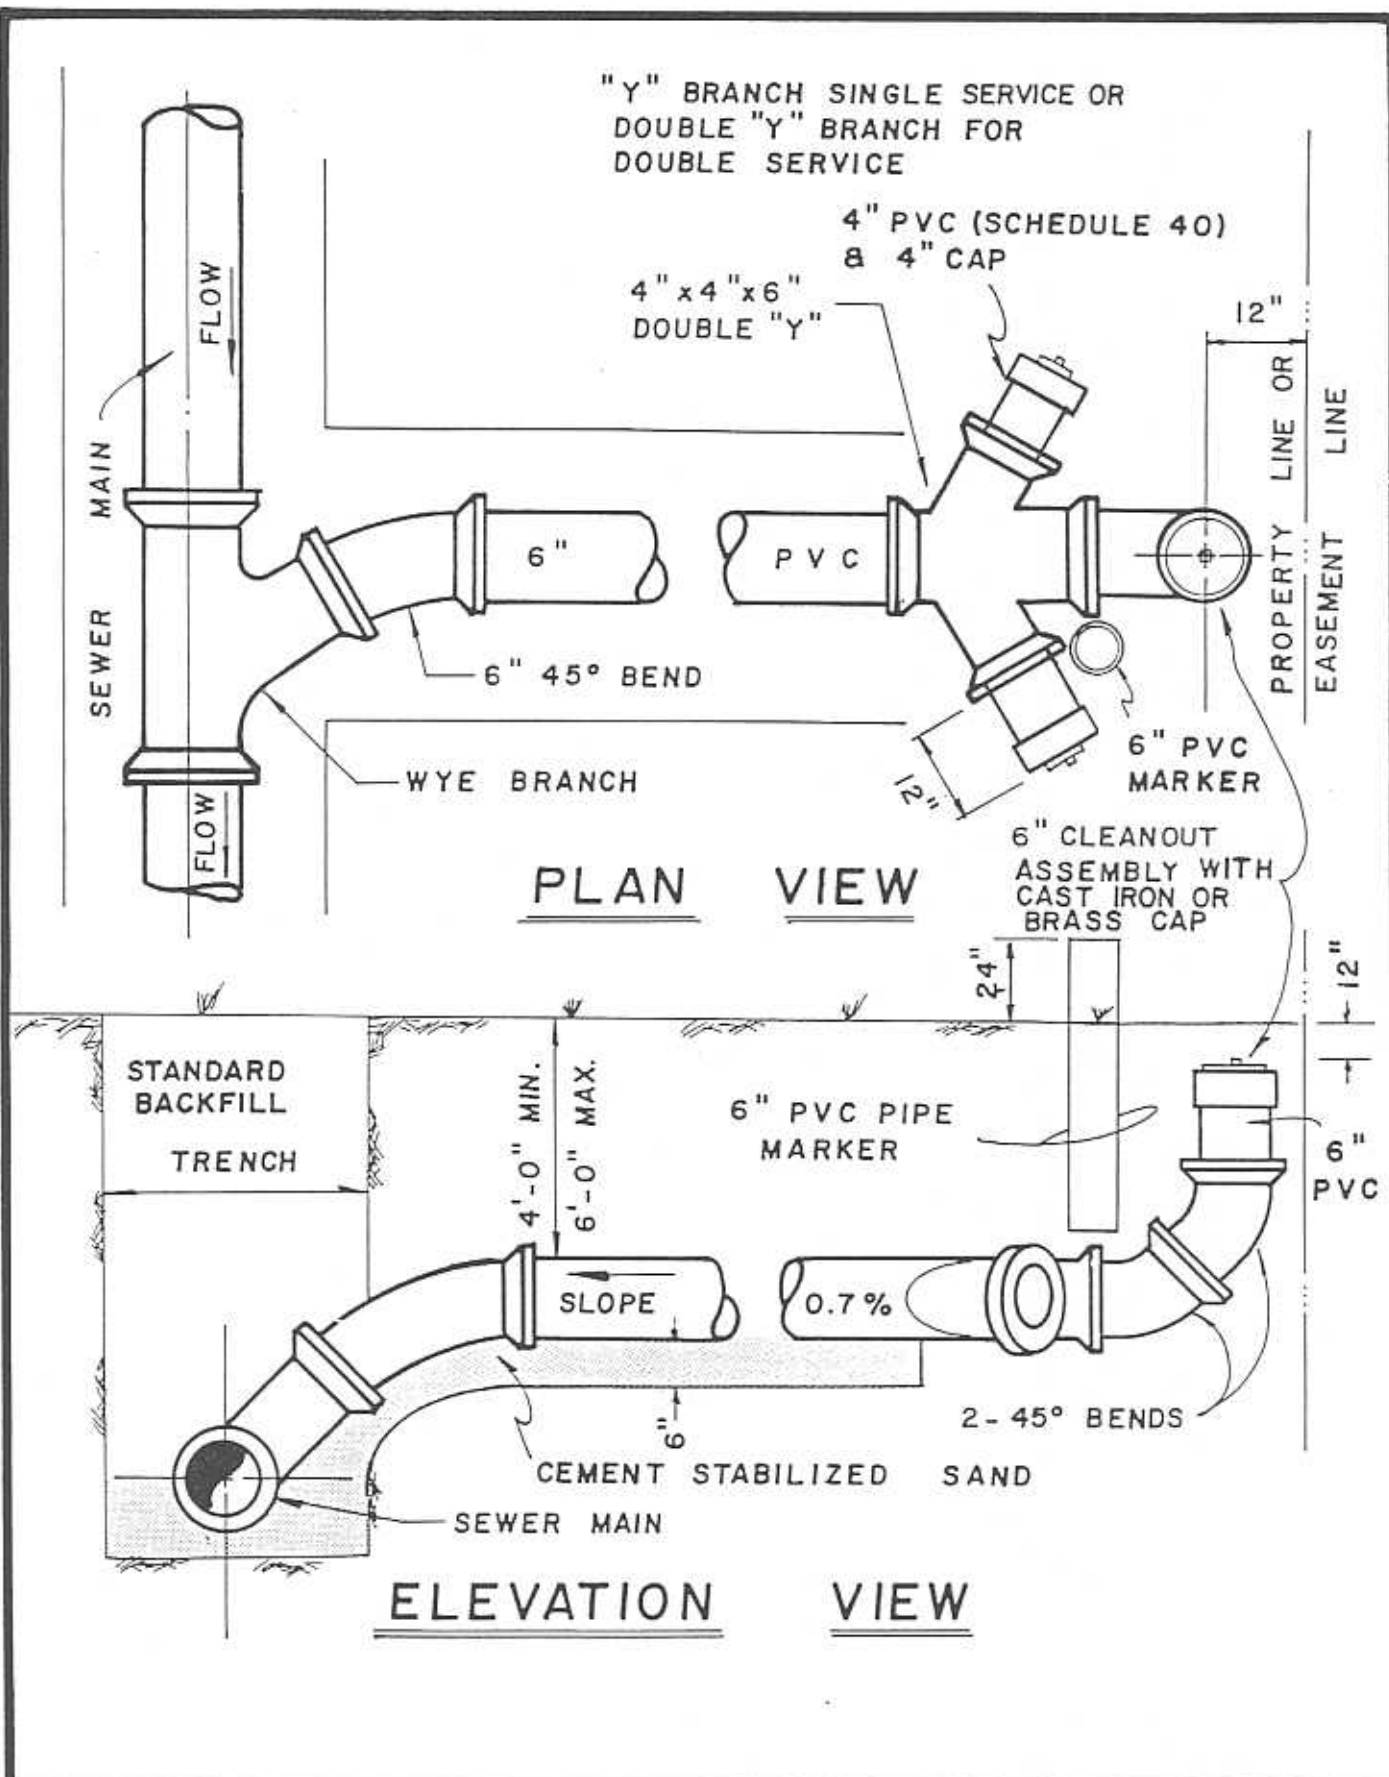 "Y" BRANCH SINGLE SERVICE OR
DOUBLE "Y" BRANCH FOR
DOUBLE SERVICE
4" PVC (SCHEDULE 40)
& 4" CAP
4"x4"x6"
DOUBLE "Y"
12"
FLOW
SEWER MAIN
6"
PVC
PROPERTY LINE OR
EASEMENT LINE
6" 45° BEND
WYE BRANCH
12"
6" PVC
MARKER
FLOW
6" CLEANOUT
ASSEMBLY WITH
CAST IRON OR
BRASS CAP
PLAN VIEW
24"
12"
STANDARD
BACKFILL
TRENCH
4'-0" MIN.
6'-0" MAX.
6" PVC PIPE
MARKER
6"
PVC
SLOPE
0.7%
6"
2-45° BENDS
CEMENT STABILIZED SAND
SEWER MAIN
ELEVATION VIEW